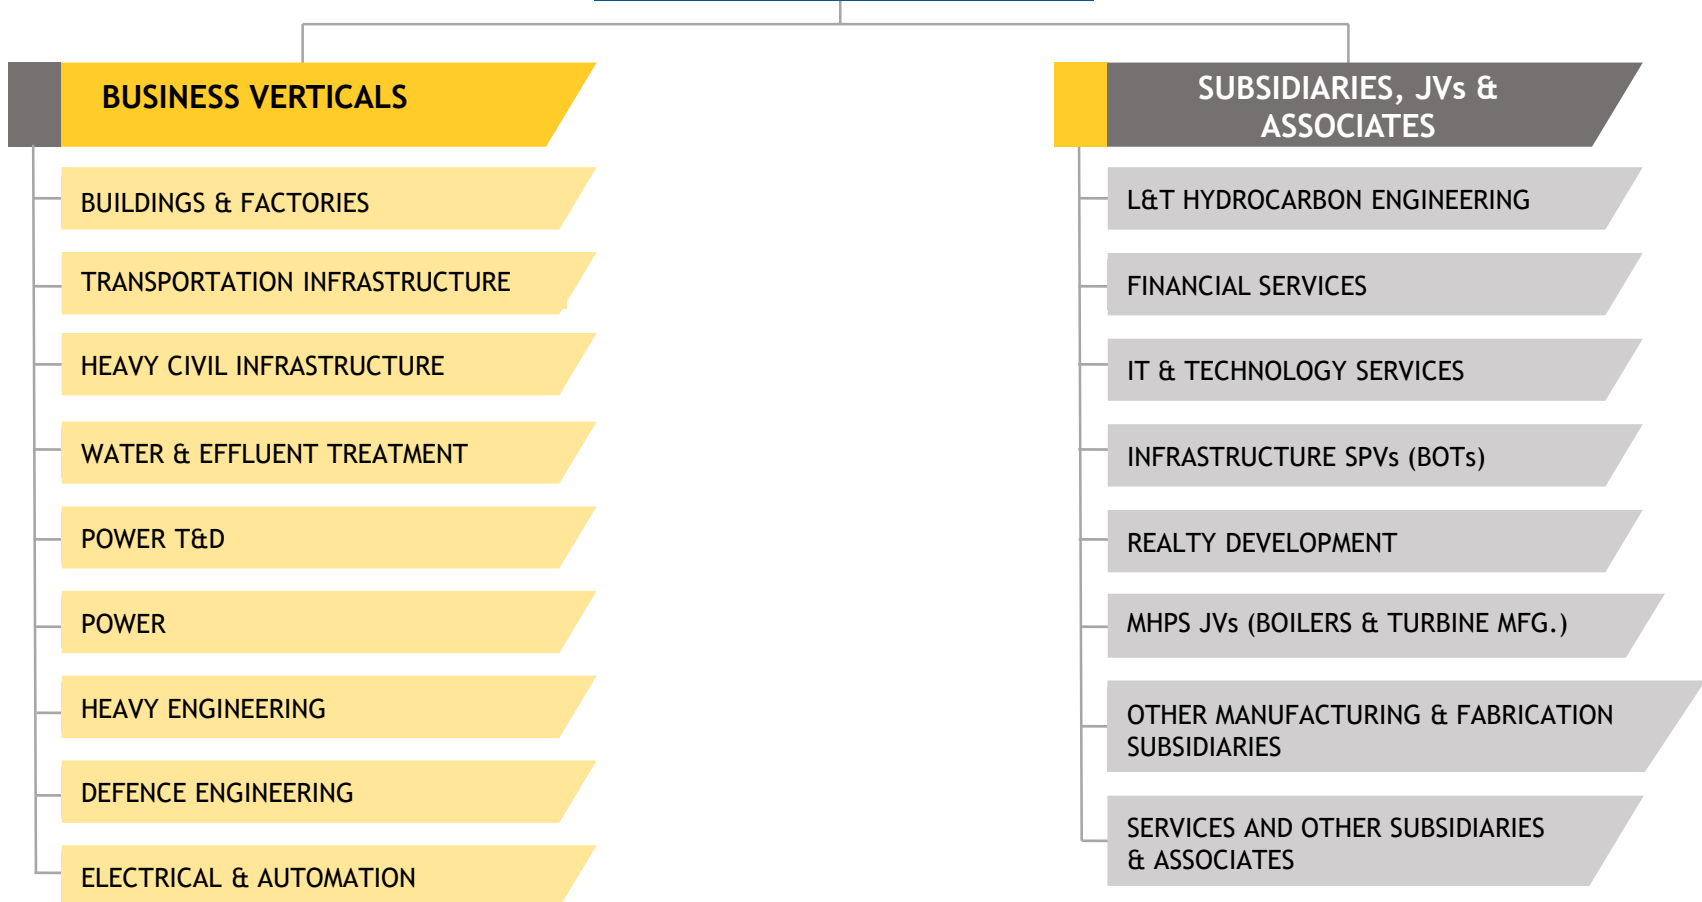 BUSINESS VERTICALS
BUILDINGS & FACTORIES
TRANSPORTATION INFRASTRUCTURE
HEAVY CIVIL INFRASTRUCTURE
WATER & EFFLUENT TREATMENT
POWER T&D
POWER
HEAVY ENGINEERING
DEFENCE ENGINEERING
ELECTRICAL & AUTOMATION
SUBSIDIARIES, JVs &
ASSOCIATES
L&T HYDROCARBON ENGINEERING
FINANCIAL SERVICES
IT & TECHNOLOGY SERVICES
INFRASTRUCTURE SPVs (BOTs)
REALTY DEVELOPMENT
MHPS JVs (BOILERS & TURBINE MFG.)
OTHER MANUFACTURING & FABRICATION
SUBSIDIARIES
SERVICES AND OTHER SUBSIDIARIES
& ASSOCIATES